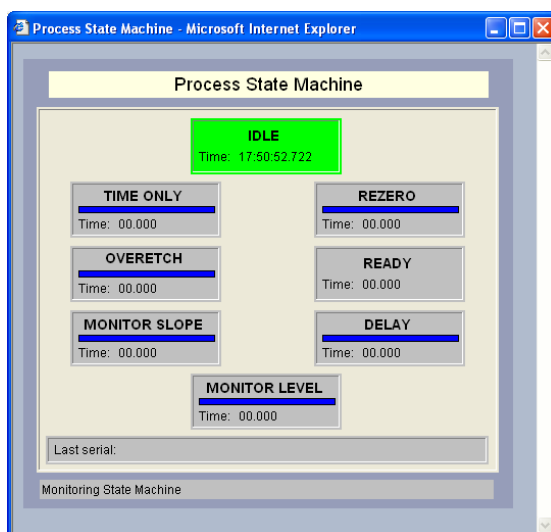 Process State Machine - Microsoft Internet Explorer
Process State Machine
IDLE
Time: 17:50:52.722
TIME ONLY
Time: 00.000
REZERO
Time: 00.000
OVERETCH
Time: 00.000
READY
Time: 00.000
MONITOR SLOPE
Time: 00.000
DELAY
Time: 00.000
MONITOR LEVEL
Time: 00.000
Last serial:
Monitoring State Machine